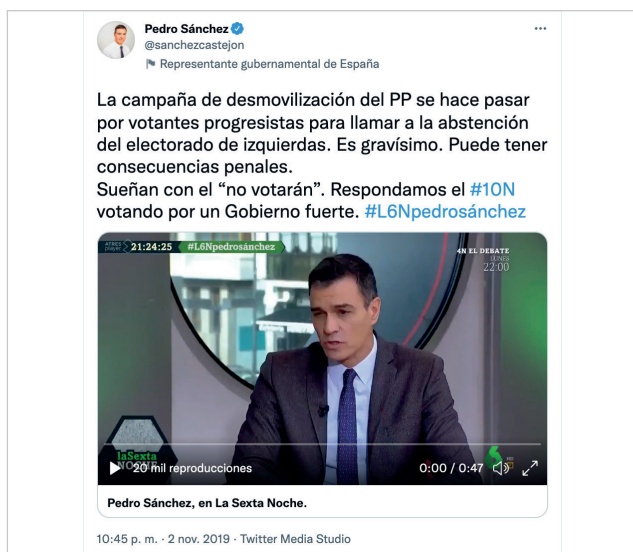 Pedro Sánchez
@sanchezcastejon
Representante gubernamental de España
La campaña de desmovilización del PP se hace pasar
por votantes progresistas para llamar a la abstención
del electorado de izquierdas. Es gravísimo. Puede tener
consecuencias penales.
Sueñan con el “no votarán”. Respondamos el #10N
votando por un Gobierno fuerte. #L6Npedrosánchez
ATRES player 21:24:25 #L6Npedrosánchez
4N EL DEBATE
LUNES
22:00
laSexta
NOCHE
20 mil reproducciones
0:00 / 0:47
Pedro Sánchez, en La Sexta Noche.
10:45 p. m. · 2 nov. 2019 · Twitter Media Studio